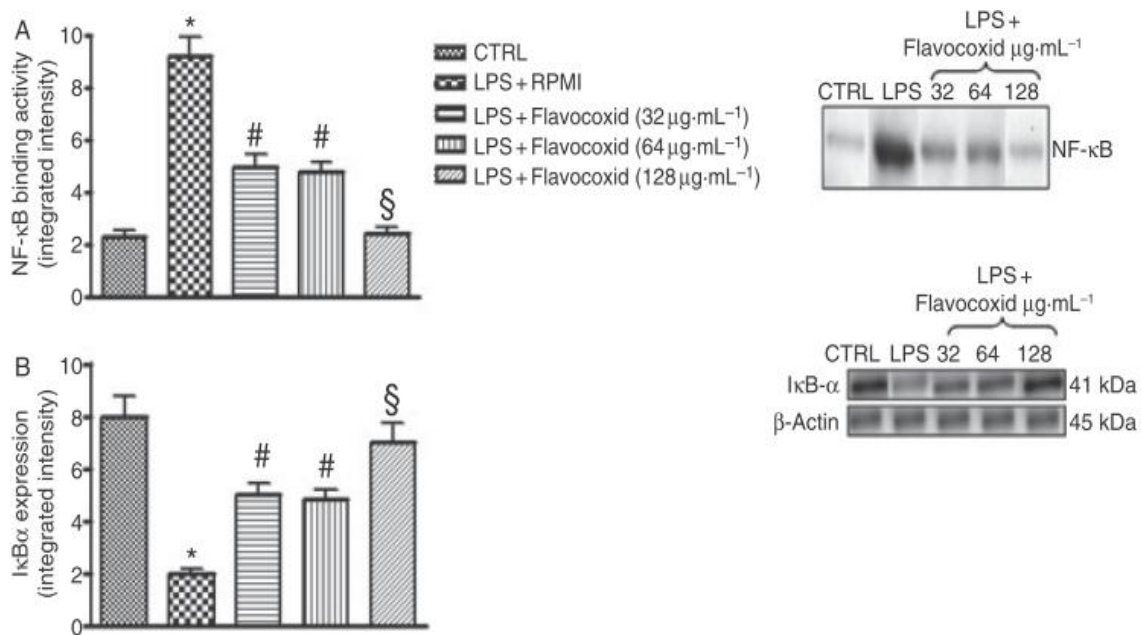 A
NF-κB binding activity
(integrated intensity)
10
8
6
4
2
0
*
#
#
§
CTRL
LPS + RPMI
LPS + Flavocoxid (32 µg·mL⁻¹)
LPS + Flavocoxid (64 µg·mL⁻¹)
LPS + Flavocoxid (128 µg·mL⁻¹)
LPS +
Flavocoxid µg·mL⁻¹
CTRL LPS 32 64 128
NF-κB
B
IκBα expression
(integrated intensity)
10
8
6
4
2
0
*
#
#
§
LPS +
Flavocoxid µg·mL⁻¹
CTRL LPS 32 64 128
IκB-α 41 kDa
β-Actin 45 kDa